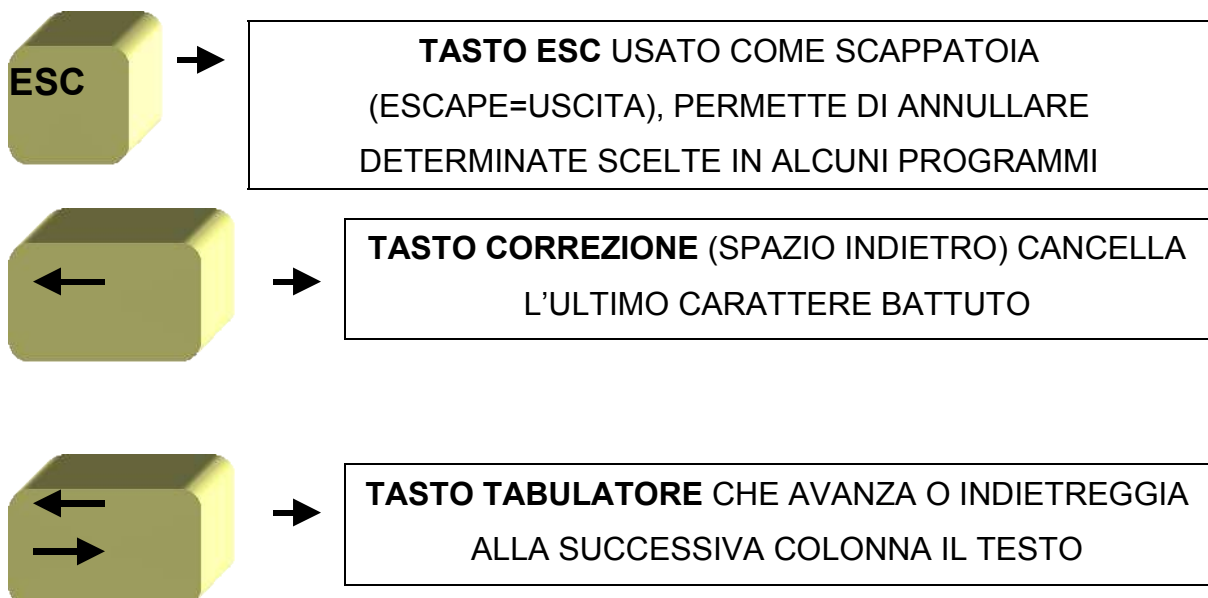 ESC
TASTO ESC USATO COME SCAPPATOIA
(ESCAPE=USCITA), PERMETTE DI ANNULLARE
DETERMINATE SCELTE IN ALCUNI PROGRAMMI
TASTO CORREZIONE (SPAZIO INDIETRO) CANCELLA
L’ULTIMO CARATTERE BATTUTO
TASTO TABULATORE CHE AVANZA O INDIETREGGIA
ALLA SUCCESSIVA COLONNA IL TESTO